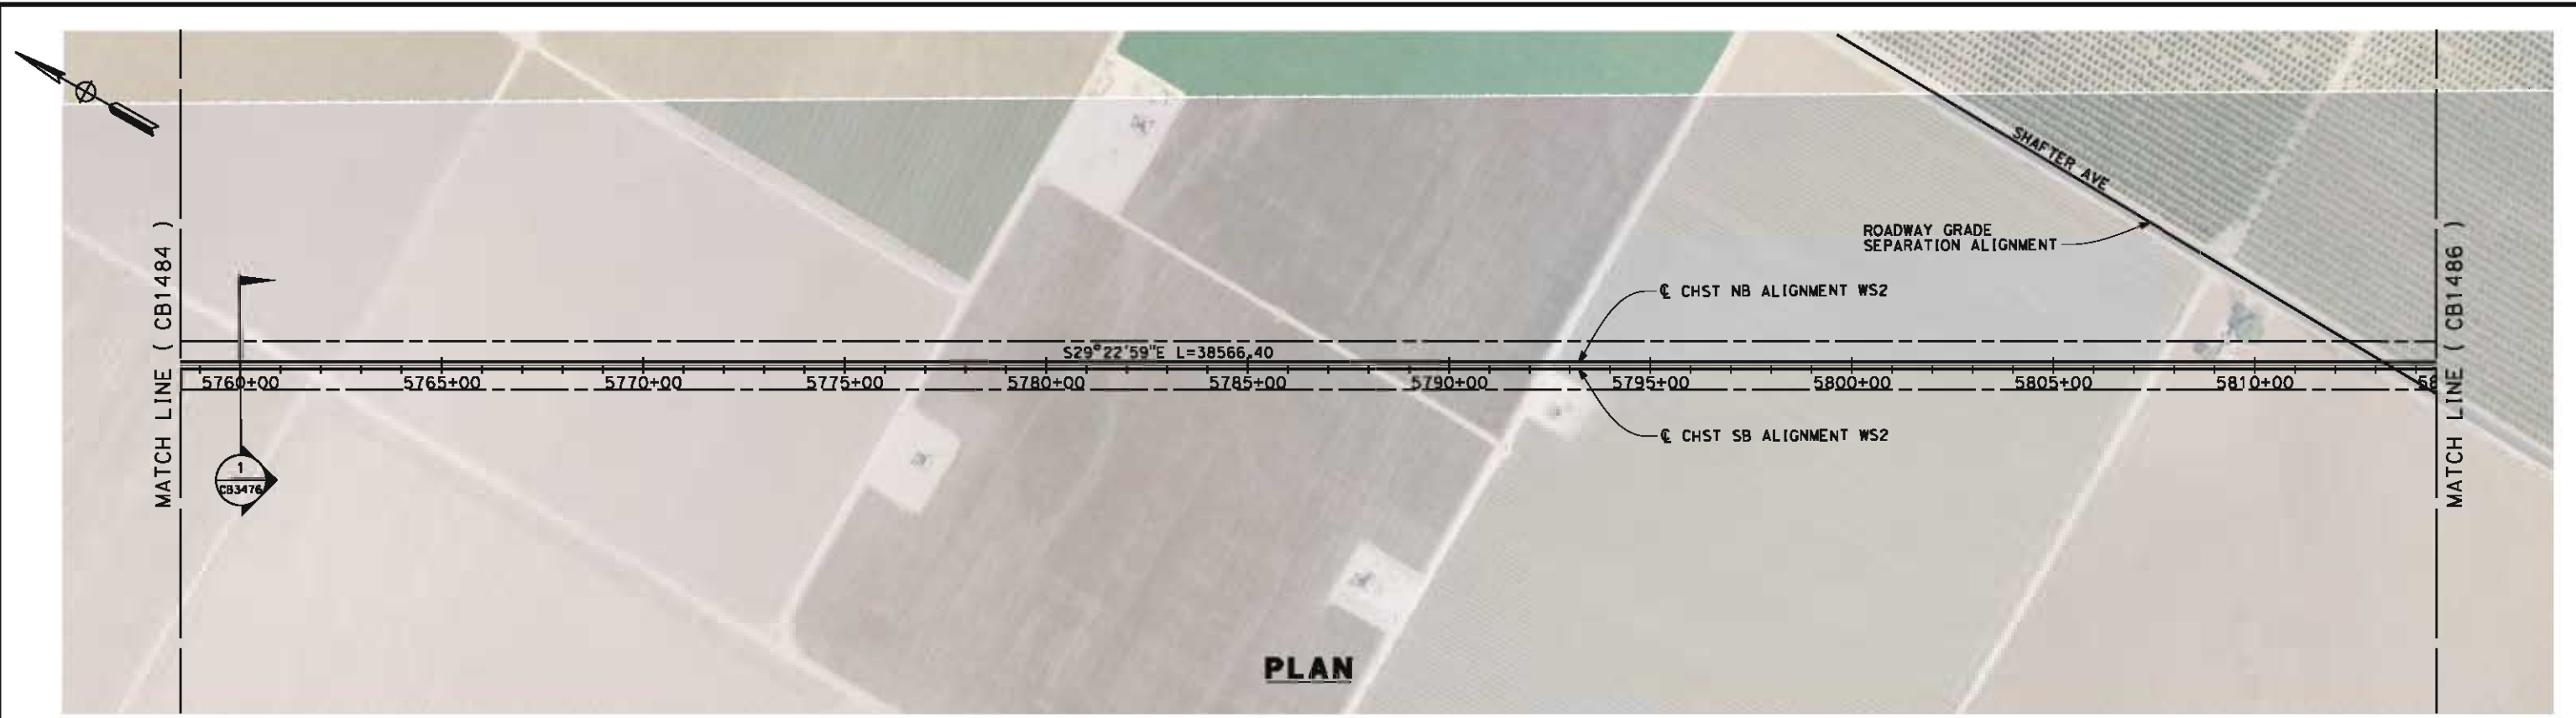 SHAFTER AVE
ROADWAY GRADE
SEPARATION ALIGNMENT
MATCH LINE ( CB1484 )
MATCH LINE ( CB1486 )
℄ CHST NB ALIGNMENT WS2
S29°22'59"E L=38566.40
5760+00 5765+00 5770+00 5775+00 5780+00 5785+00 5790+00 5795+00 5800+00 5805+00 5810+00 58
℄ CHST SB ALIGNMENT WS2
1
CB3476
PLAN